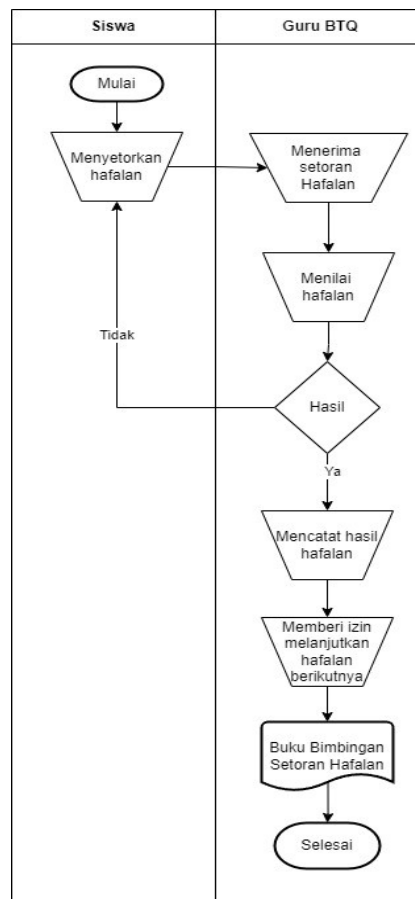 Siswa
Guru BTQ
Mulai
Menyetorkan
hafalan
Menerima
setoran
Hafalan
Menilai
hafalan
Tidak
Hasil
Ya
Mencatat hasil
hafalan
Memberi izin
melanjutkan
hafalan
berikutnya
Buku Bimbingan
Setoran Hafalan
Selesai